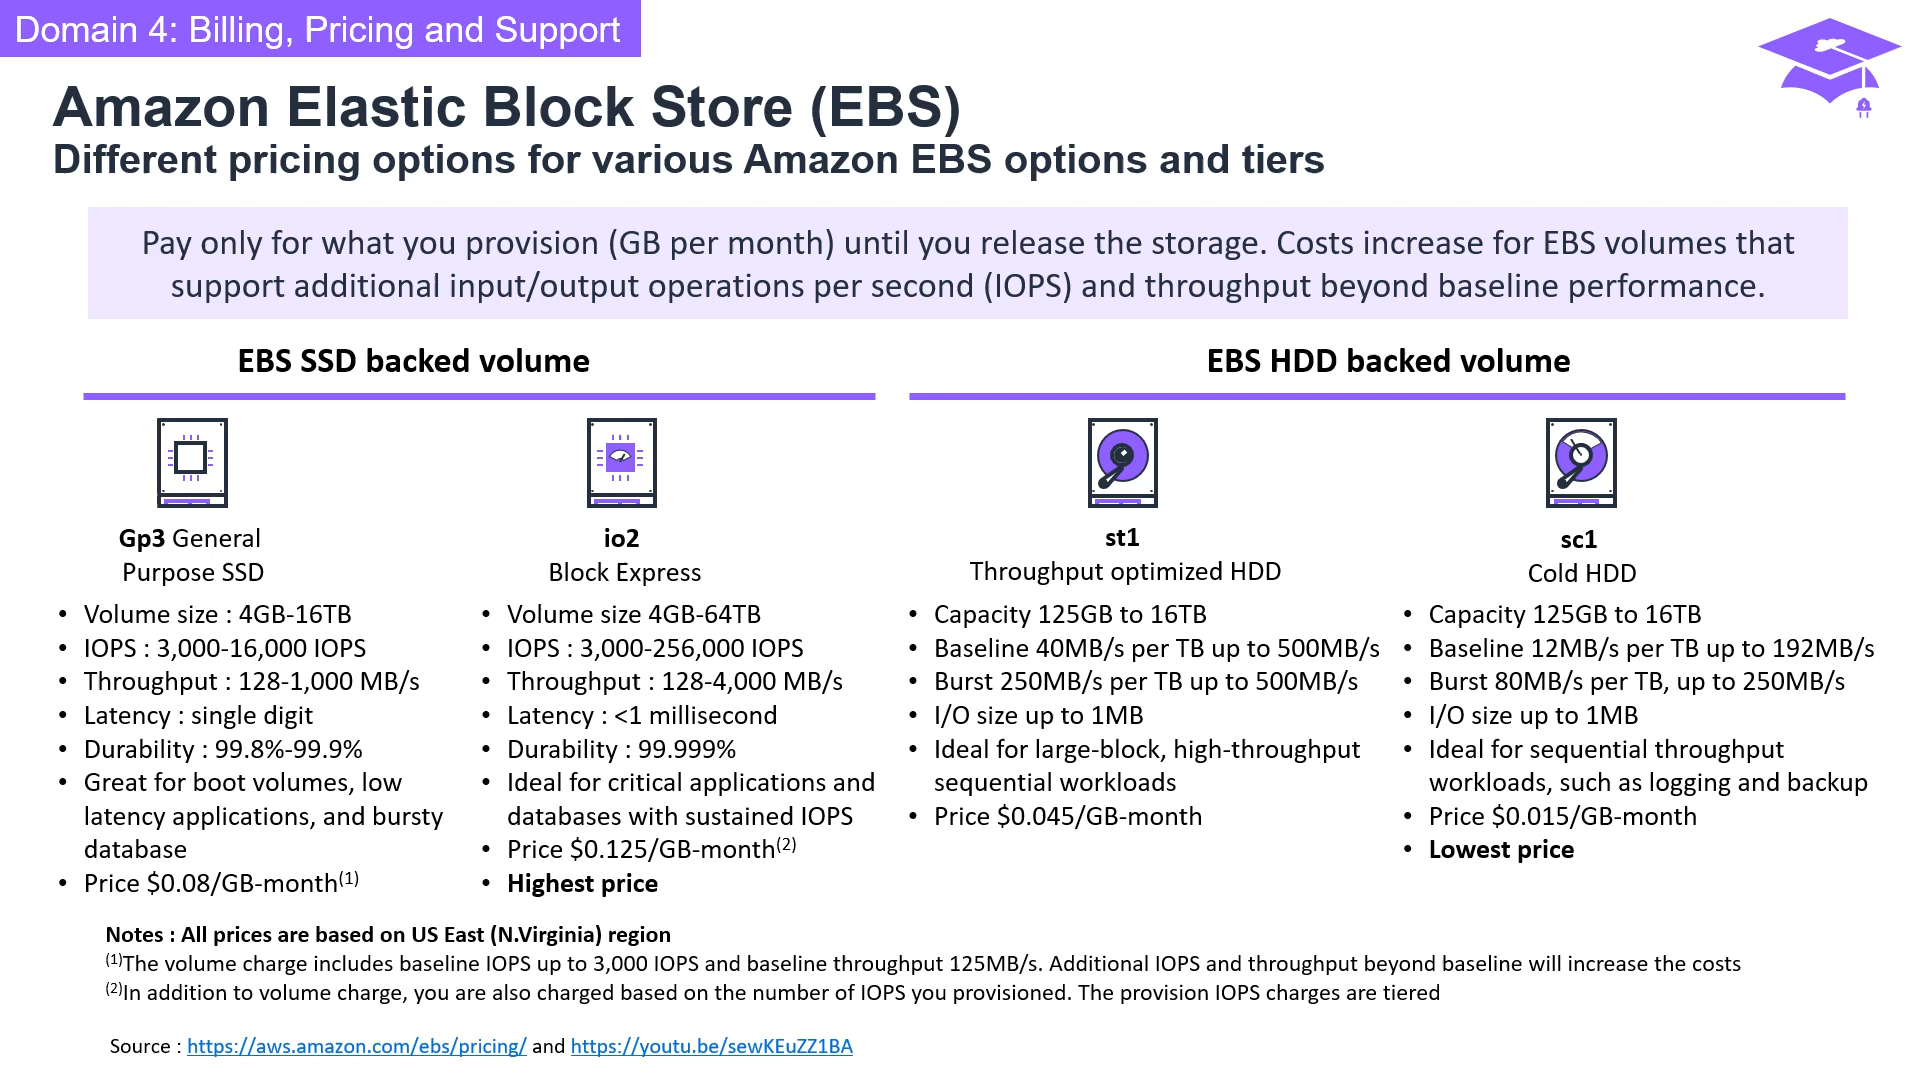 Domain 4: Billing, Pricing and Support
Amazon Elastic Block Store (EBS)
Different pricing options for various Amazon EBS options and tiers
Pay only for what you provision (GB per month) until you release the storage. Costs increase for EBS volumes that
support additional input/output operations per second (IOPS) and throughput beyond baseline performance.
EBS SSD backed volume
Gp3 General
Purpose SSD
• Volume size : 4GB-16TB
• IOPS : 3,000-16,000 IOPS
• Throughput : 128-1,000 MB/s
• Latency : single digit
• Durability : 99.8%-99.9%
• Great for boot volumes, low
latency applications, and bursty
database
• Price $0.08/GB-month(1)
io2
Block Express
• Volume size 4GB-64TB
• IOPS : 3,000-256,000 IOPS
• Throughput : 128-4,000 MB/s
• Latency : <1 millisecond
• Durability : 99.999%
• Ideal for critical applications and
databases with sustained IOPS
• Price $0.125/GB-month(2)
• Highest price
EBS HDD backed volume
st1
Throughput optimized HDD
• Capacity 125GB to 16TB
• Baseline 40MB/s per TB up to 500MB/s
• Burst 250MB/s per TB up to 500MB/s
• I/O size up to 1MB
• Ideal for large-block, high-throughput
sequential workloads
• Price $0.045/GB-month
sc1
Cold HDD
• Capacity 125GB to 16TB
• Baseline 12MB/s per TB up to 192MB/s
• Burst 80MB/s per TB, up to 250MB/s
• I/O size up to 1MB
• Ideal for sequential throughput
workloads, such as logging and backup
• Price $0.015/GB-month
• Lowest price
Notes : All prices are based on US East (N.Virginia) region
(1)The volume charge includes baseline IOPS up to 3,000 IOPS and baseline throughput 125MB/s. Additional IOPS and throughput beyond baseline will increase the costs
(2)In addition to volume charge, you are also charged based on the number of IOPS you provisioned. The provision IOPS charges are tiered
Source : https://aws.amazon.com/ebs/pricing/ and https://youtu.be/sewKEuZZ1BA